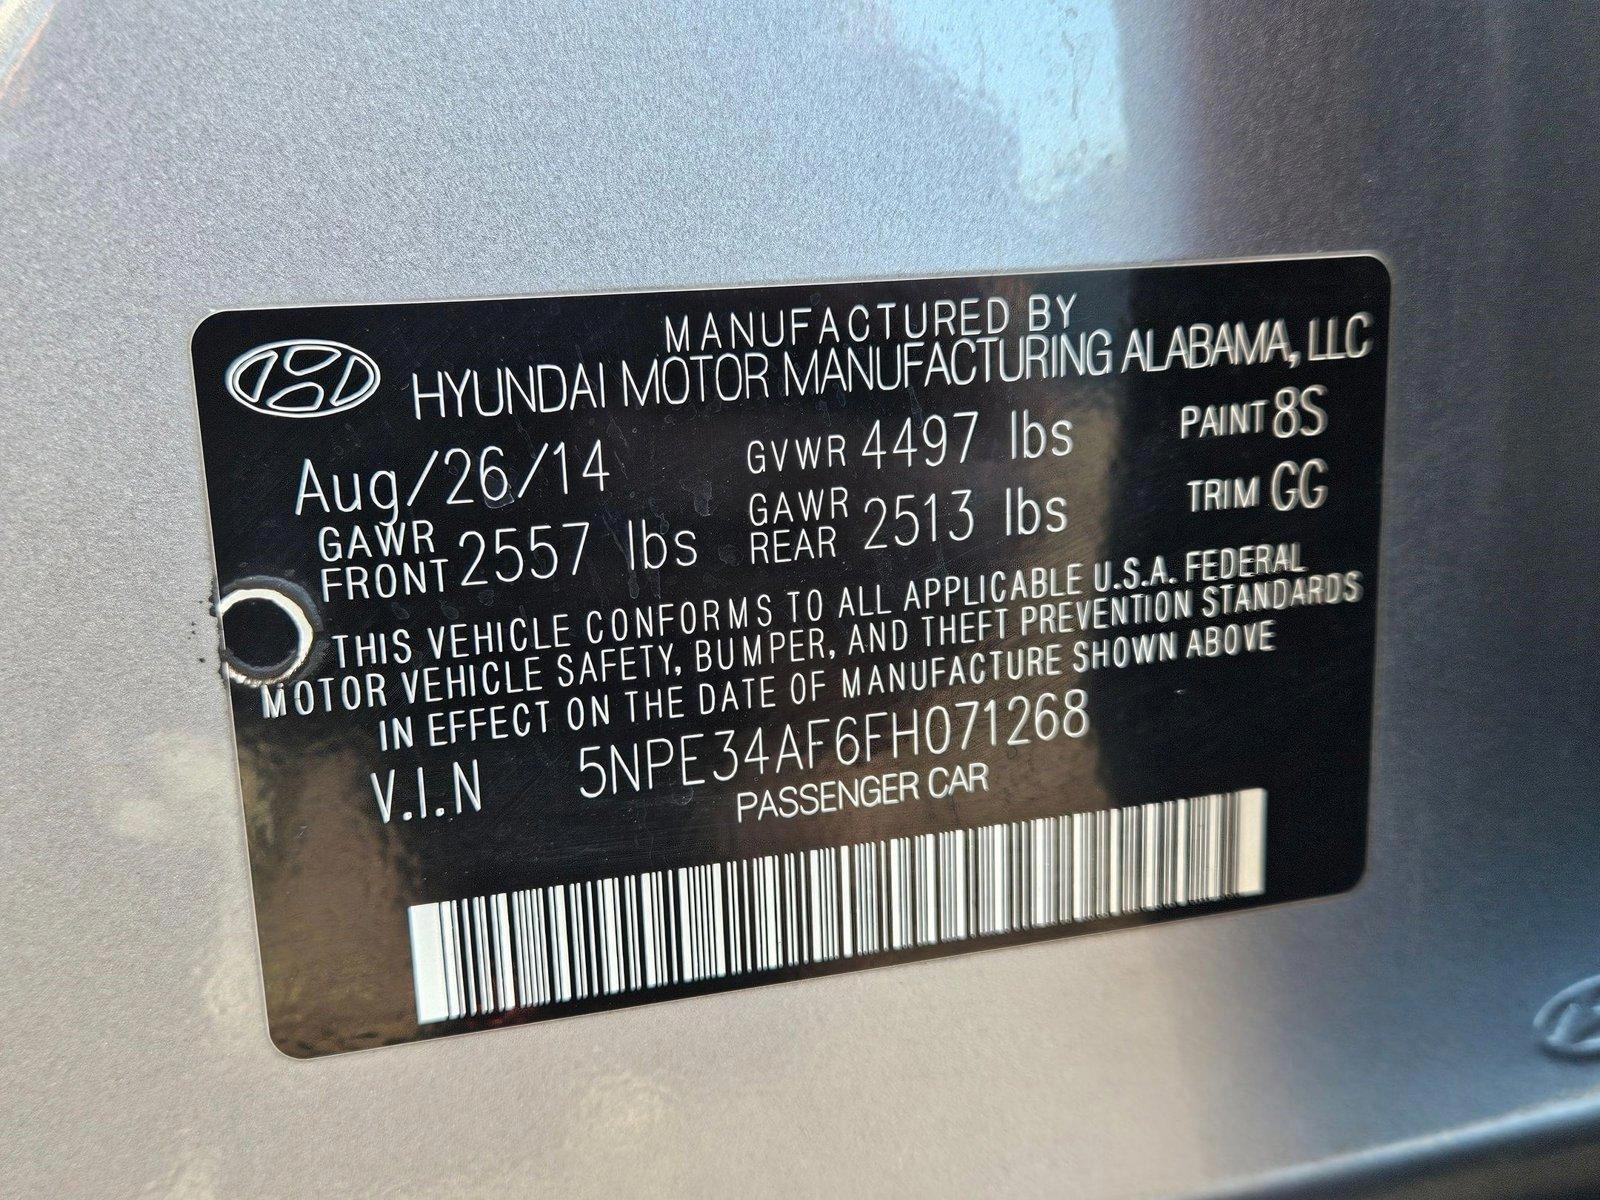 MANUFACTURED BY
HYUNDAI MOTOR MANUFACTURING ALABAMA, LLC
Aug/26/14 GVWR 4497 lbs PAINT 8S
GAWR FRONT 2557 lbs GAWR REAR 2513 lbs TRIM GG
THIS VEHICLE CONFORMS TO ALL APPLICABLE U.S.A. FEDERAL
MOTOR VEHICLE SAFETY, BUMPER, AND THEFT PREVENTION STANDARDS
IN EFFECT ON THE DATE OF MANUFACTURE SHOWN ABOVE
V.I.N 5NPE34AF6FH071268
PASSENGER CAR